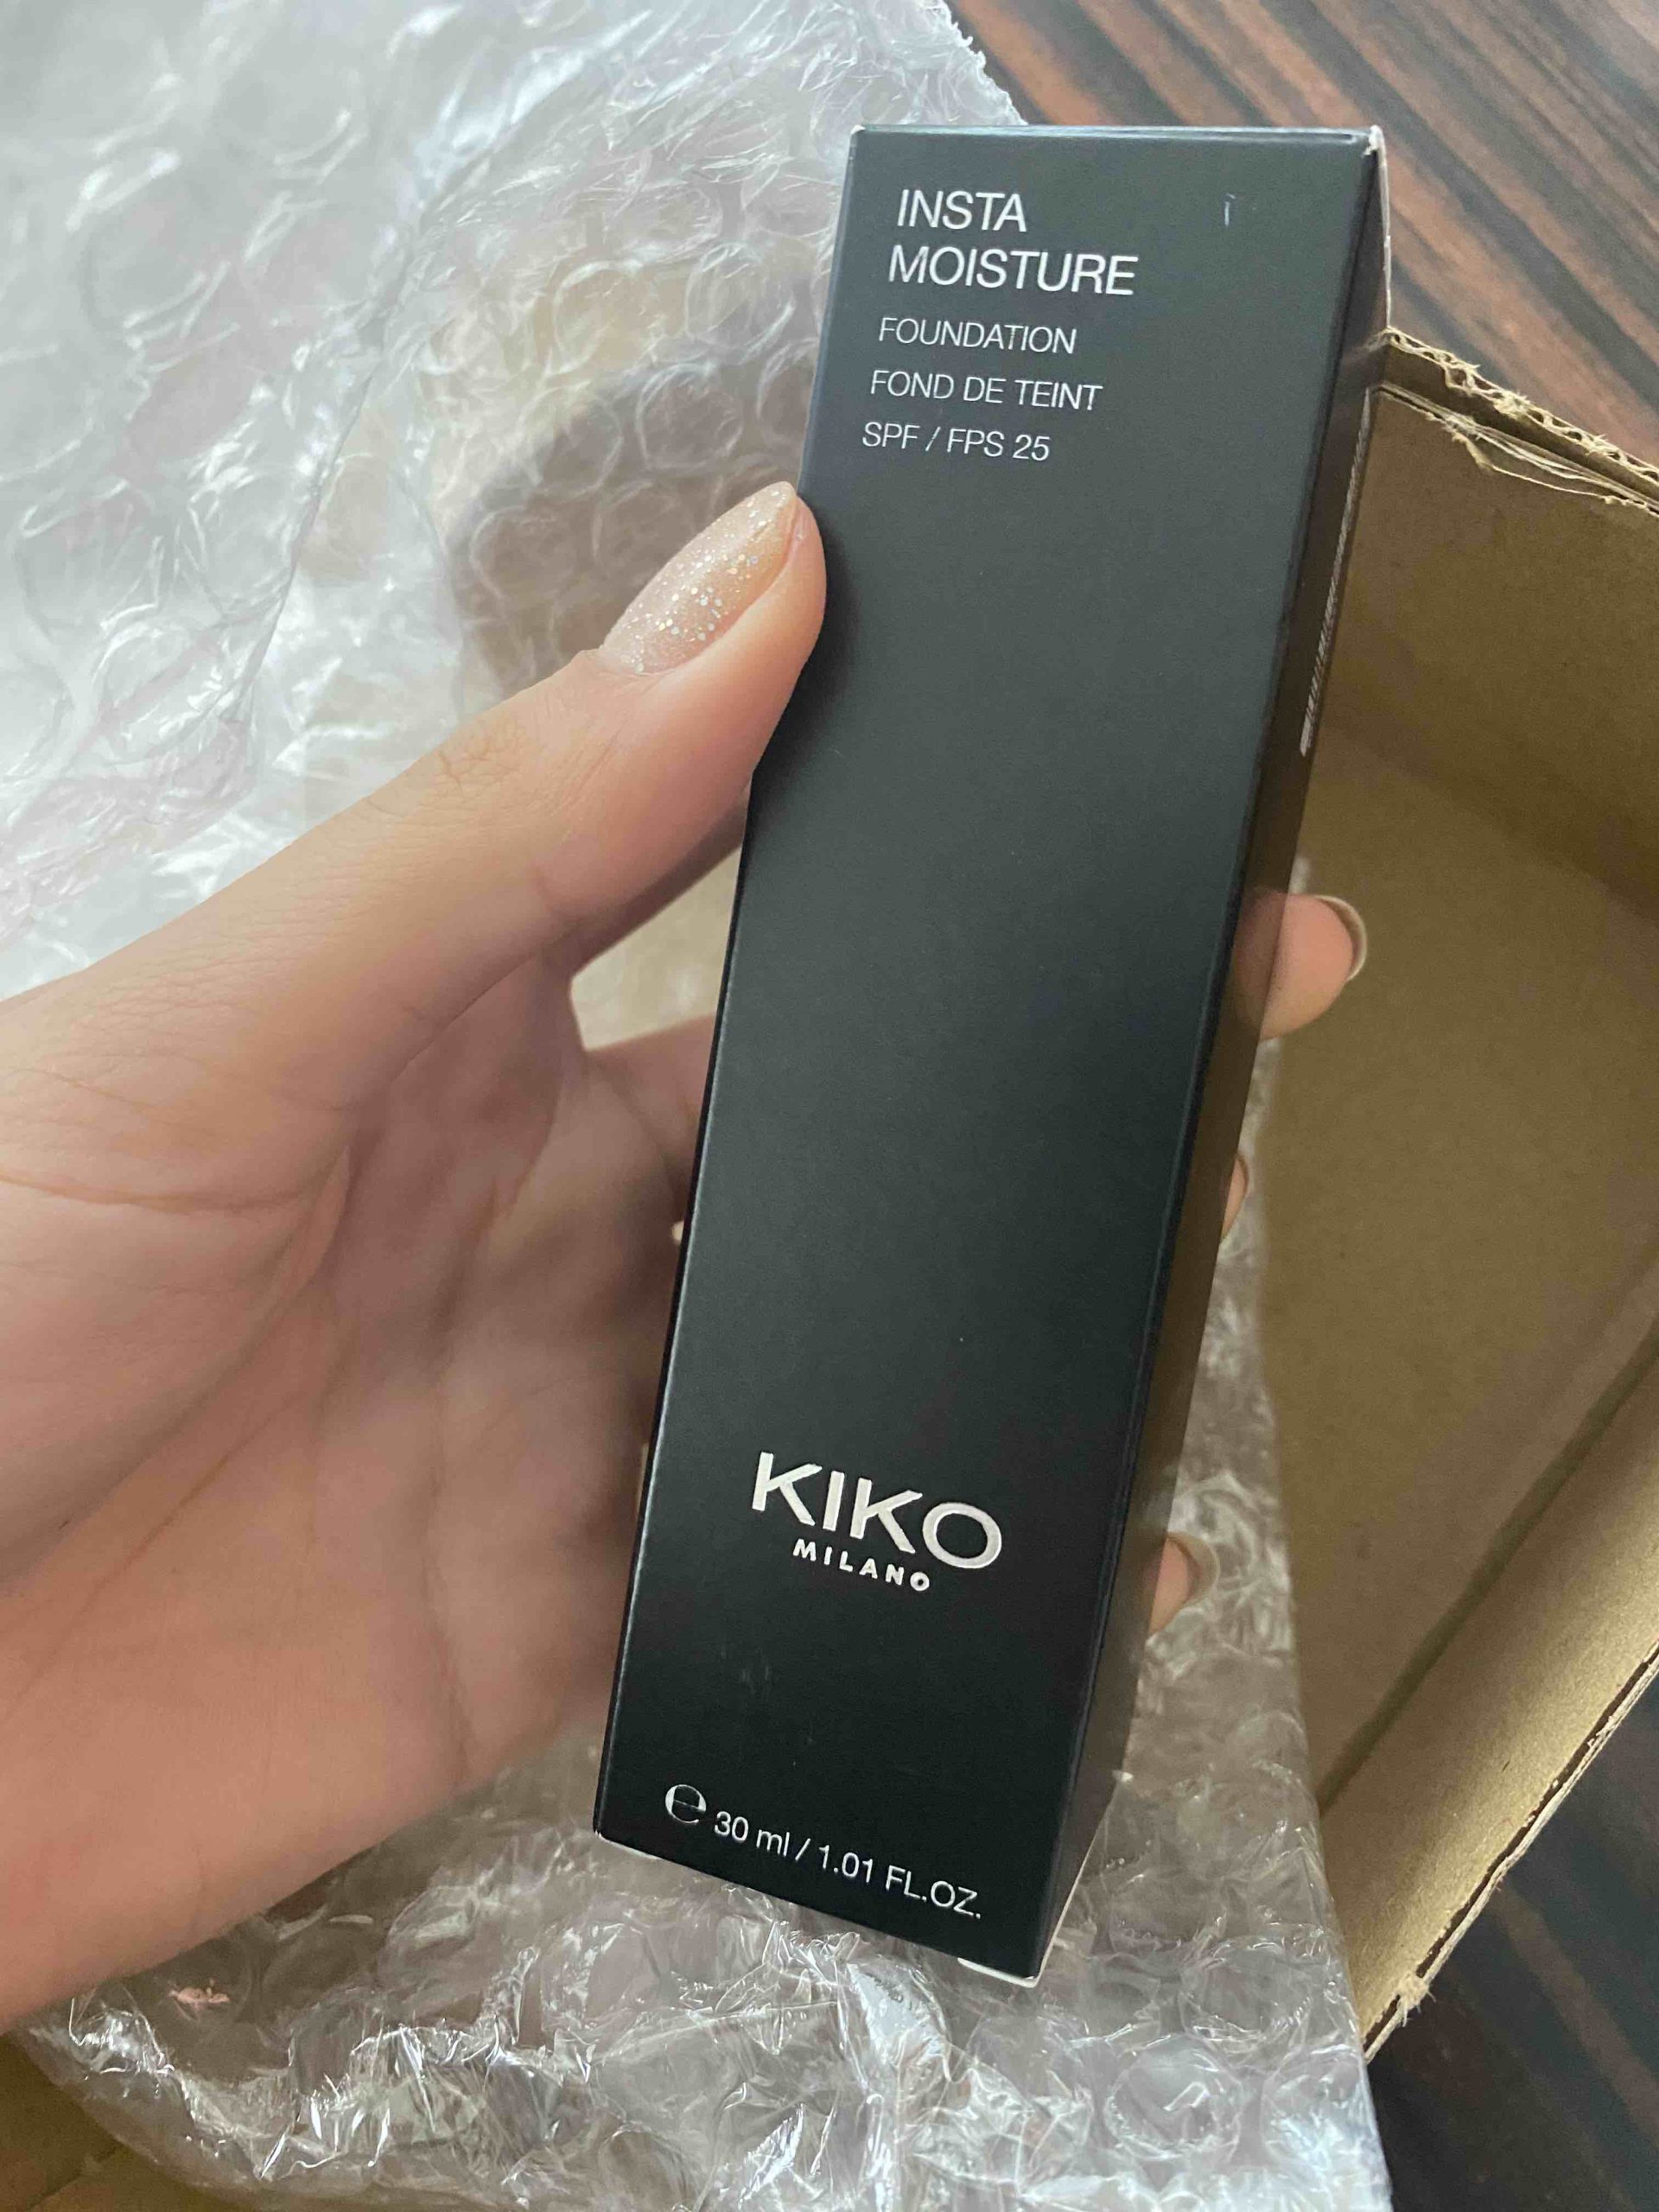 INSTA
MOISTURE
FOUNDATION
FOND DE TEINT
SPF / FPS 25
KIKO
MILANO
℮ 30 ml / 1.01 FL.OZ.